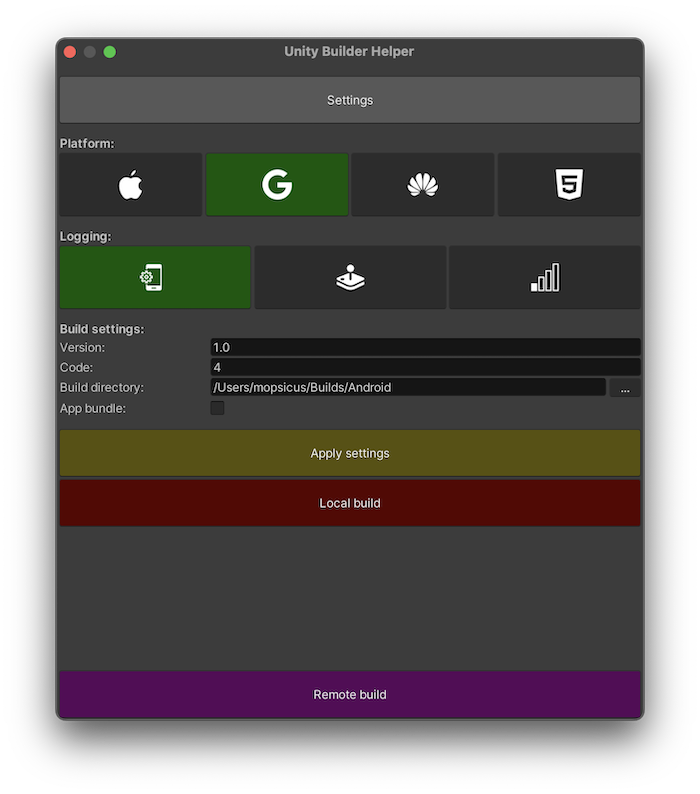 Unity Builder Helper
Settings
Platform:
G
5
Logging:
Build settings:
Version: 1.0
Code: 4
Build directory: /Users/mopsicus/Builds/Android ...
App bundle:
Apply settings
Local build
Remote build